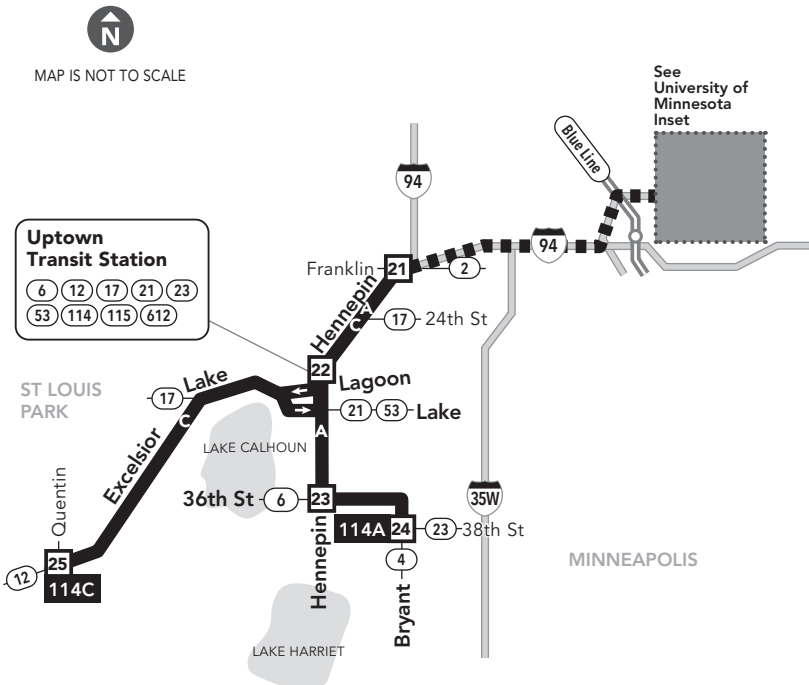 N
MAP IS NOT TO SCALE
See
University of
Minnesota
Inset
Blue Line
94
94
Uptown
Transit Station
6 12 17 21 23
53 114 115 612
Franklin 21
2
Hennepin
A
C
17 24th St
22
Lagoon
ST LOUIS
PARK
17
Lake
21 53 Lake
C
A
LAKE CALHOUN
Excelsior
36th St 6 23
35W
Quentin
114A 24 23 38th St
4
Hennepin
Bryant
MINNEAPOLIS
25
12
114C
LAKE HARRIET